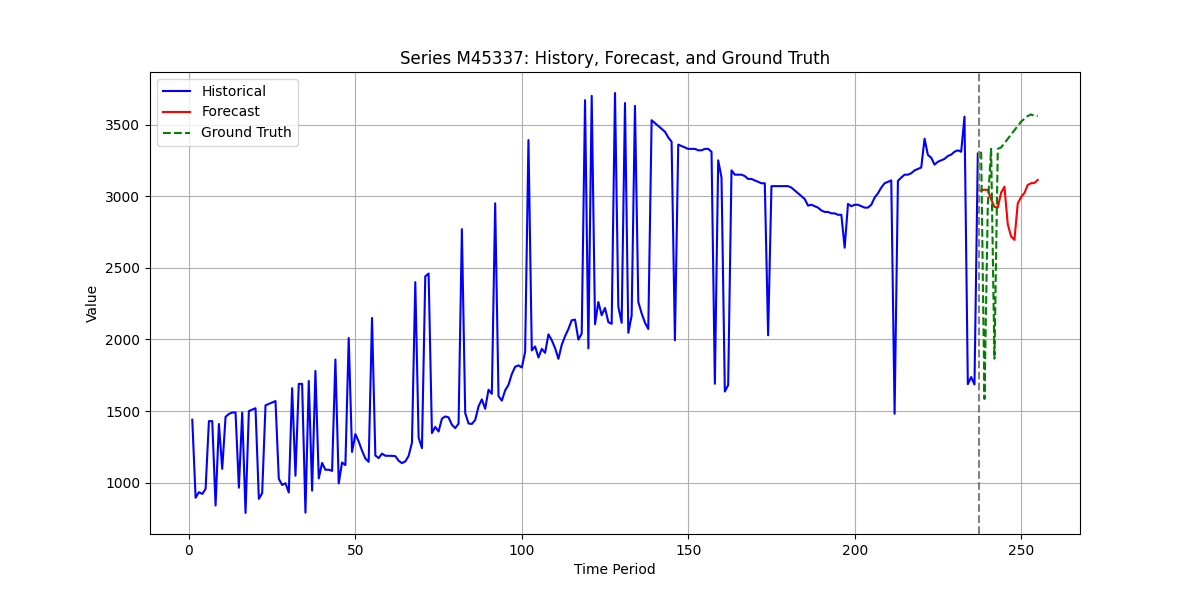 Series M45337: History, Forecast, and Ground Truth
Historical
Forecast
Ground Truth
Value
3500
3000
2500
2000
1500
1000
0 50 100 150 200 250
Time Period